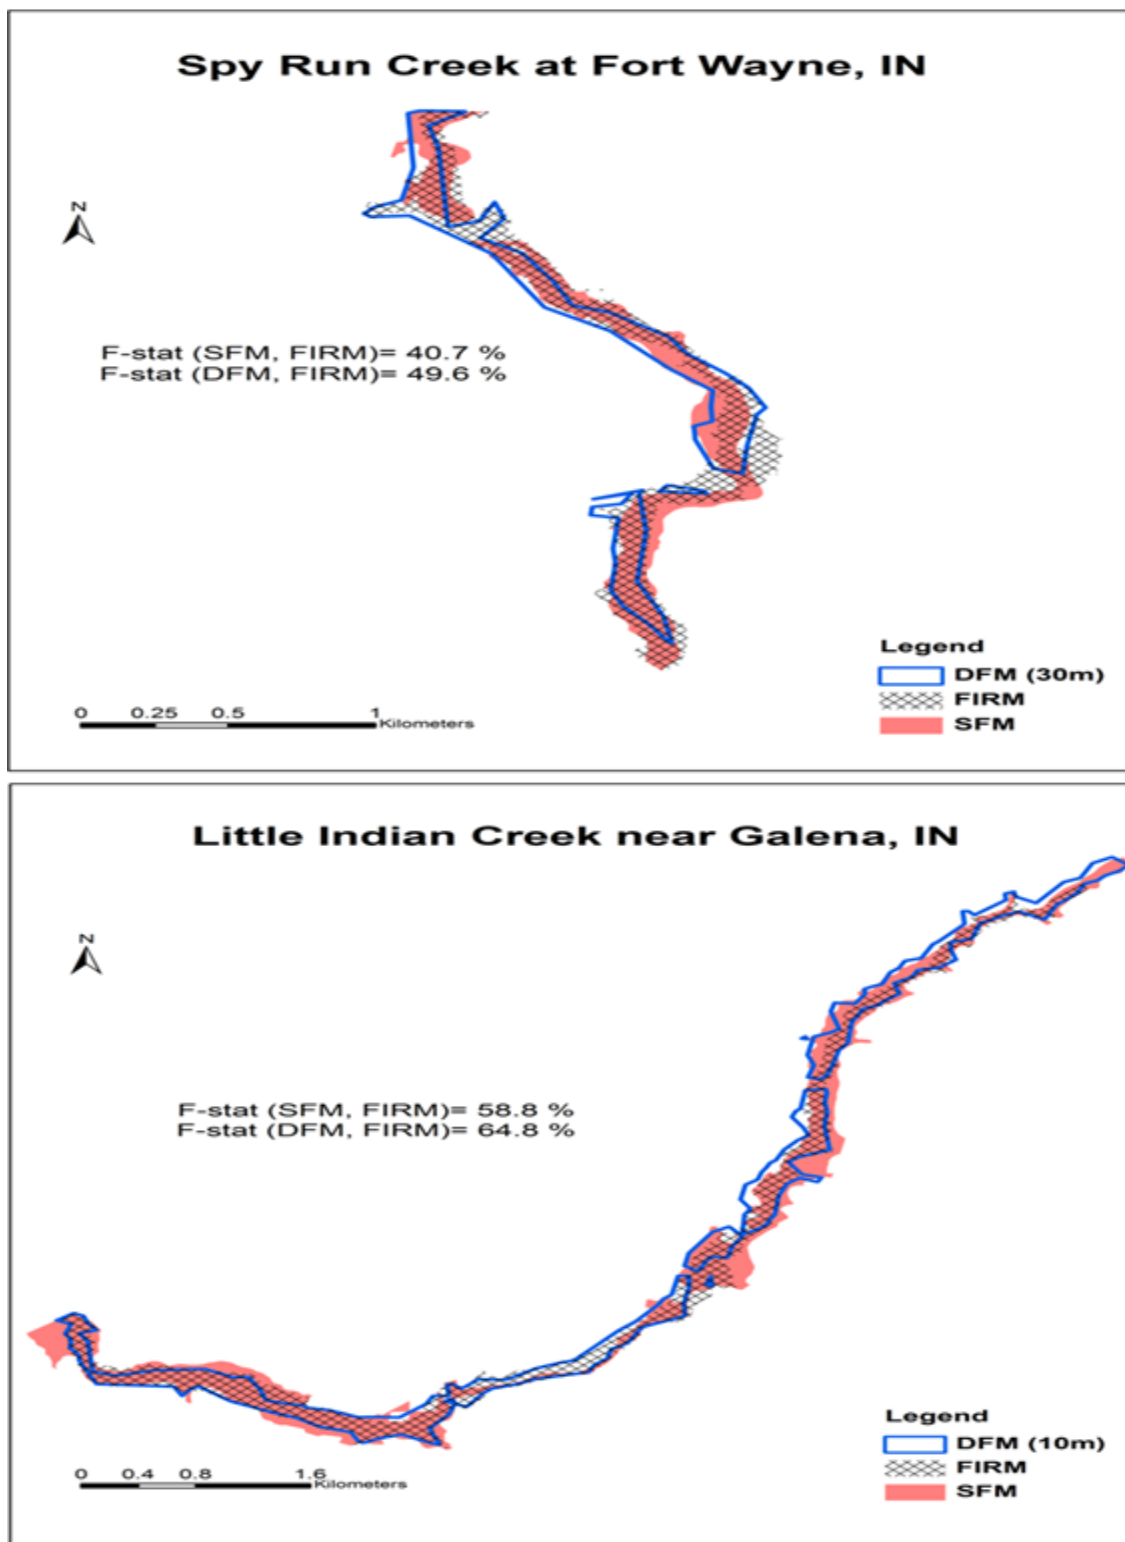 Spy Run Creek at Fort Wayne, IN
N
F-stat (SFM, FIRM)= 40.7 %
F-stat (DFM, FIRM)= 49.6 %
Legend
DFM (30m)
FIRM
SFM
0 0.25 0.5 1
Kilometers
Little Indian Creek near Galena, IN
N
F-stat (SFM, FIRM)= 58.8 %
F-stat (DFM, FIRM)= 64.8 %
Legend
DFM (10m)
FIRM
SFM
0 0.4 0.8 1.6
Kilometers